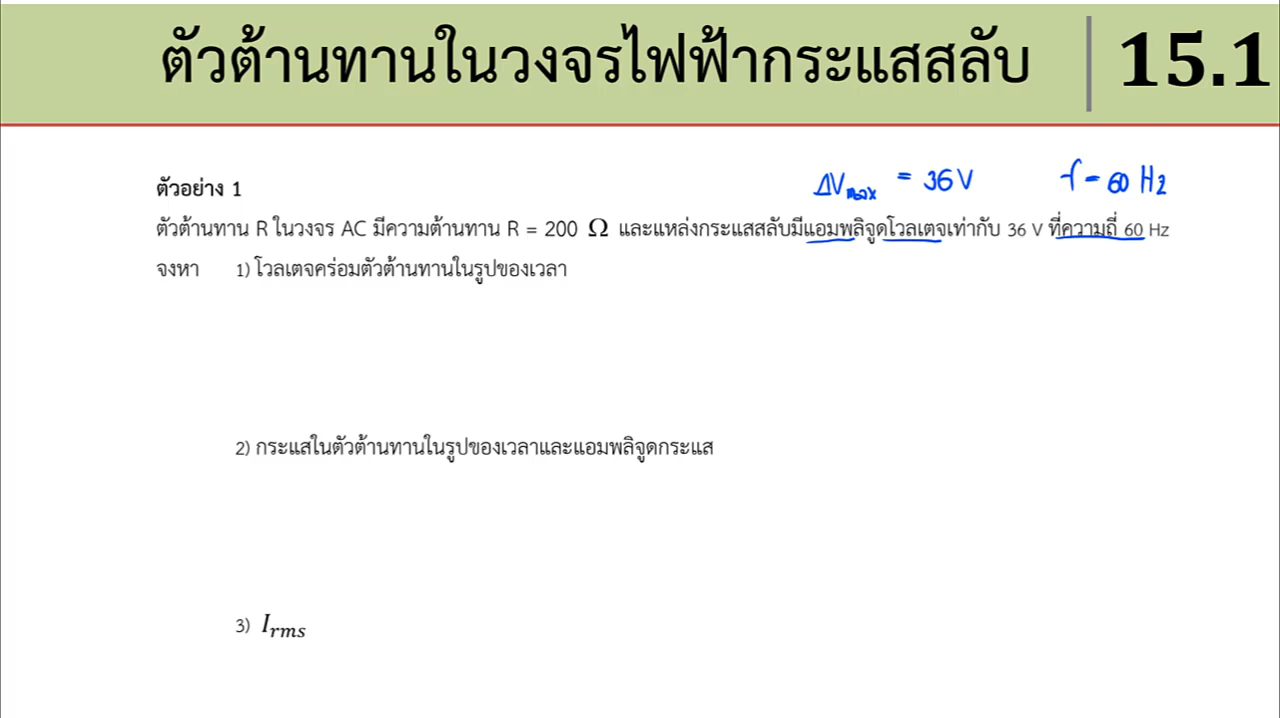 ตัวต้านทานในวงจรไฟฟ้ากระแสสลับ 15.1
ตัวอย่าง 1
ΔVmax = 36 V f = 60 Hz
ตัวต้านทาน R ในวงจร AC มีความต้านทาน R = 200 Ω และแหล่งกระแสสลับมีแอมพลิจูดโวลเตจเท่ากับ 36 V ที่ความถี่ 60 Hz
จงหา 1) โวลเตจคร่อมตัวต้านทานในรูปของเวลา
2) กระแสในตัวต้านทานในรูปของเวลาและแอมพลิจูดกระแส
3) Irms